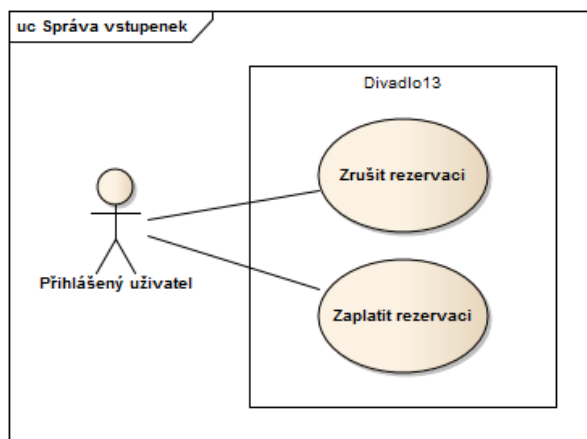 uc Správa vstupenek
Divadlo13
Zrušit rezervaci
Přihlášený uživatel
Zaplatit rezervaci